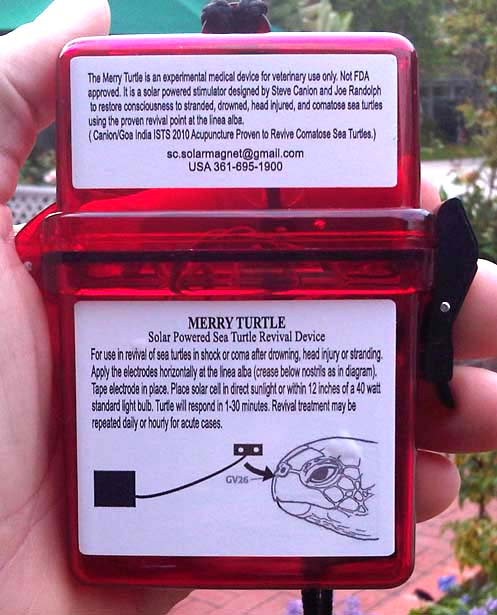 The Merry Turtle is an experimental medical device for veterinary use only. Not FDA
approved. It is a solar powered stimulator designed by Steve Canion and Joe Randolph
to restore consciousness to stranded, drowned, head injured, and comatose sea turtles
using the proven revival point at the linea alba.
( Canion/Goa India ISTS 2010 Acupuncture Proven to Revive Comatose Sea Turtles.)
sc.solarmagnet@gmail.com
USA 361-695-1900
MERRY TURTLE
Solar Powered Sea Turtle Revival Device
For use in revival of sea turtles in shock or coma after drowning, head injury or stranding.
Apply the electrodes horizontally at the linea alba (crease below nostrils as in diagram).
Tape electrode in place. Place solar cell in direct sunlight or within 12 inches of a 40 watt
standard light bulb. Turtle will respond in 1-30 minutes. Revival treatment may be
repeated daily or hourly for acute cases.
GV26